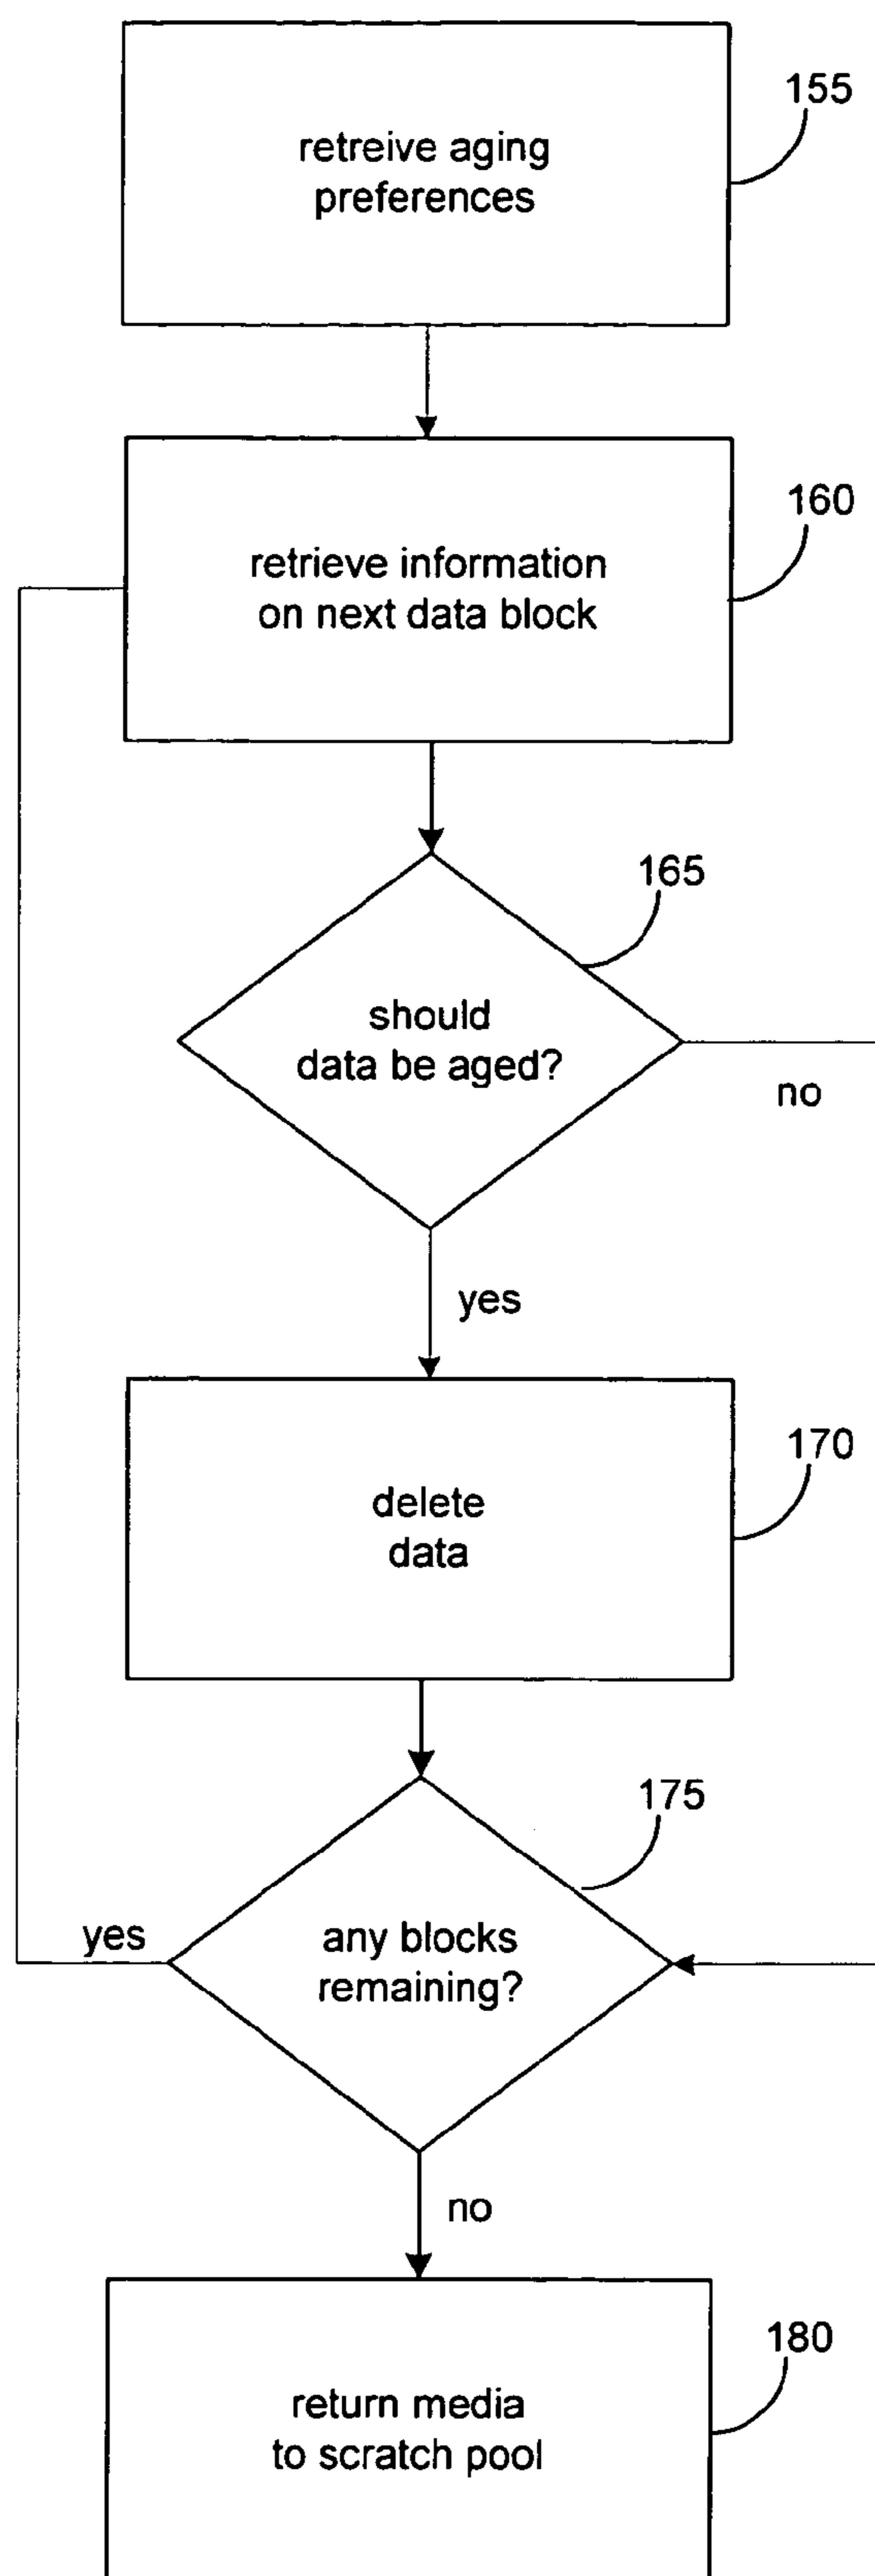 155
retreive aging
preferences
160
retrieve information
on next data block
165
should
data be aged?
no
yes
170
delete
data
175
yes
any blocks
remaining?
no
180
return media
to scratch pool